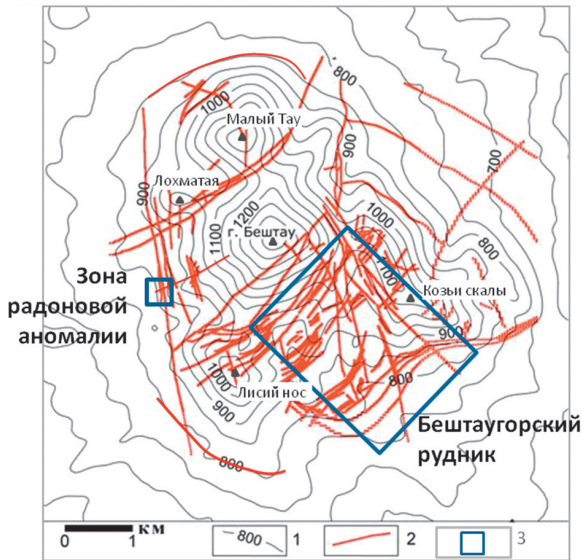 800
1000
Малый Тау
900
700
Лохматая
900
1000
1200
г. Бештау
1100
800
1100
Зона
радоновой
аномалии
Козьи скалы
900
1000
Лисий нос
800
900
Бештаугорский
рудник
800
0 км 1
800 1
2
3